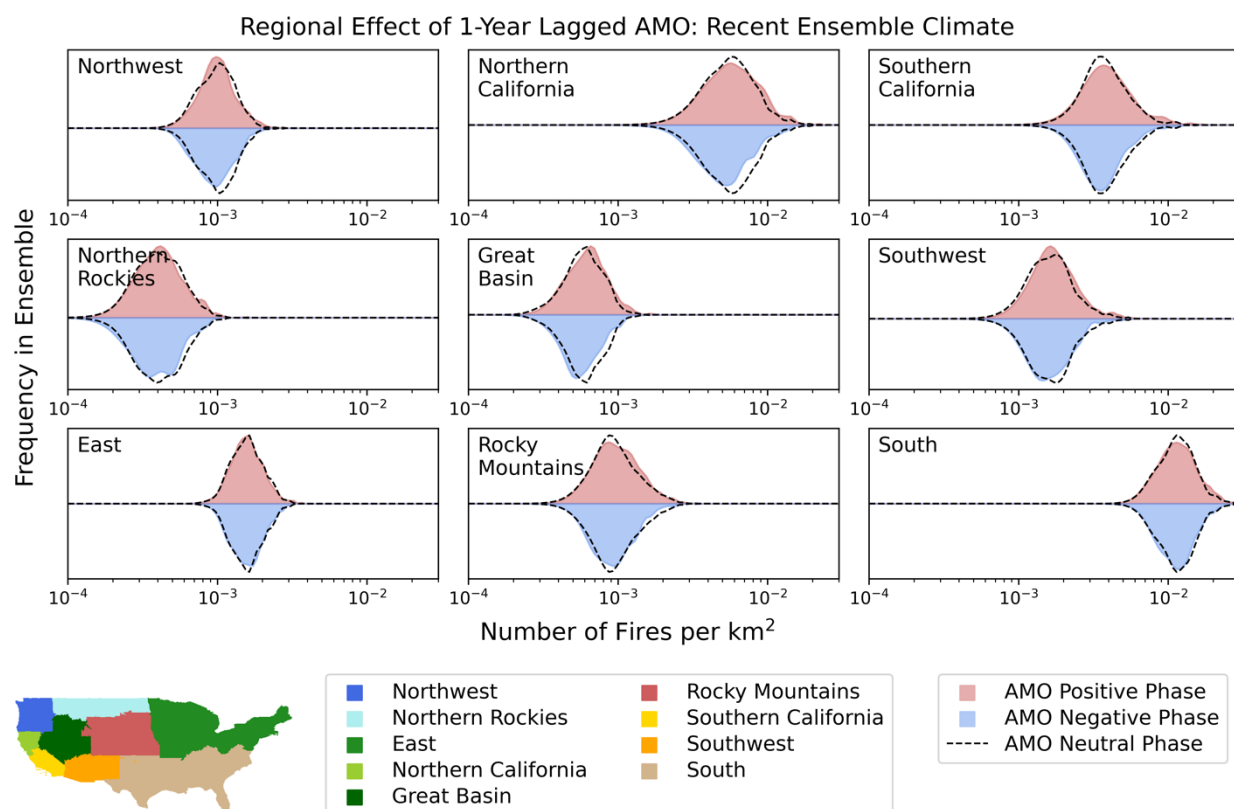 Regional Effect of 1-Year Lagged AMO: Recent Ensemble Climate
Frequency in Ensemble
Northwest
10⁻⁴ 10⁻³ 10⁻²
Northern
California
10⁻⁴ 10⁻³ 10⁻²
Southern
California
10⁻⁴ 10⁻³ 10⁻²
Northern
Rockies
10⁻⁴ 10⁻³ 10⁻²
Great
Basin
10⁻⁴ 10⁻³ 10⁻²
Southwest
10⁻⁴ 10⁻³ 10⁻²
East
10⁻⁴ 10⁻³ 10⁻²
Rocky
Mountains
10⁻⁴ 10⁻³ 10⁻²
South
10⁻⁴ 10⁻³ 10⁻²
Number of Fires per km²
Northwest
Northern Rockies
East
Northern California
Great Basin
Rocky Mountains
Southern California
Southwest
South
AMO Positive Phase
AMO Negative Phase
AMO Neutral Phase